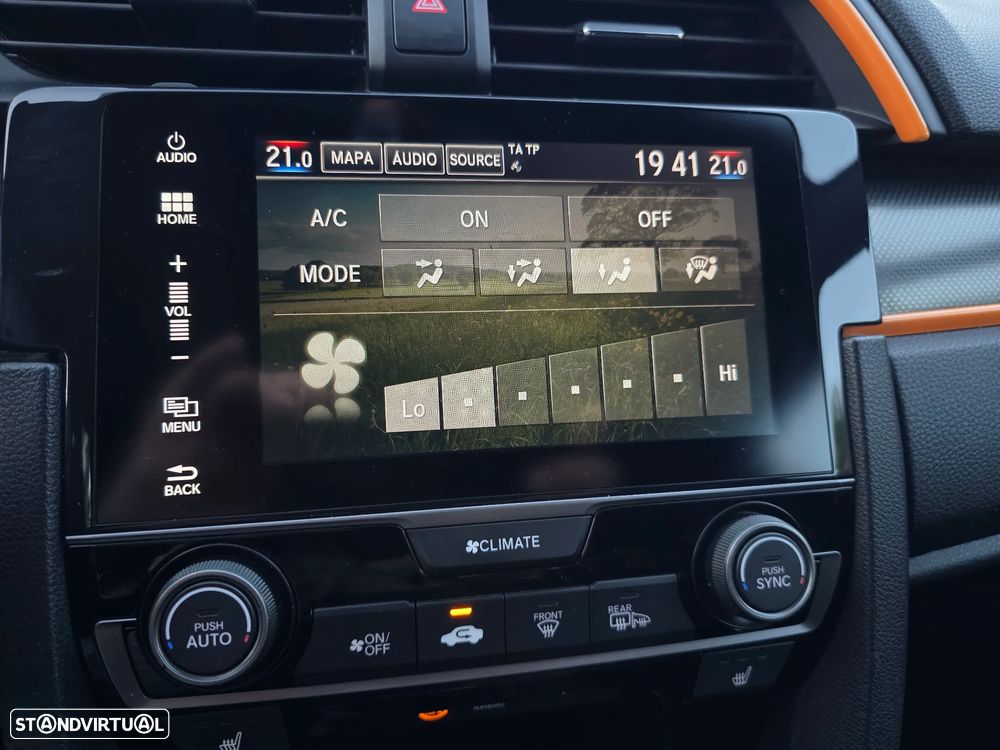 AUDIO
HOME
+
VOL
−
MENU
BACK
21.0 MAPA ÁUDIO SOURCE TA TP 19 41 21.0
A/C ON OFF
MODE
Lo Hi
CLIMATE
PUSH AUTO
ON/OFF
FRONT
REAR
PUSH SYNC
STANDVIRTUAL